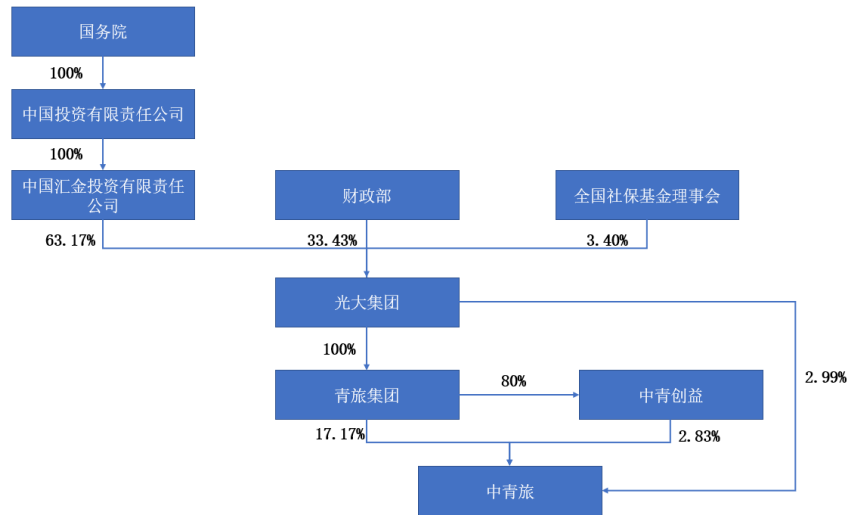 国务院
100%
中国投资有限责任公司
100%
中国汇金投资有限责任
公司
财政部
全国社保基金理事会
63.17%
33.43%
3.40%
光大集团
100%
2.99%
青旅集团
80%
中青创益
17.17%
2.83%
中青旅